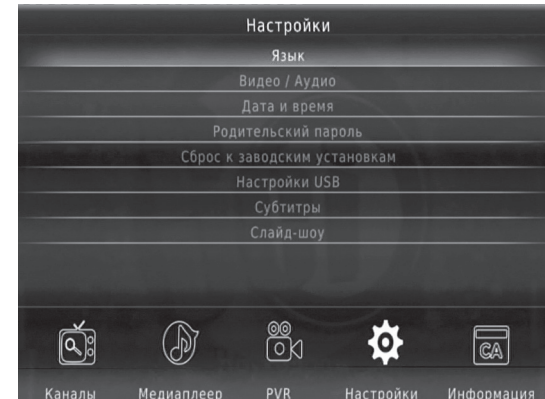 Настройки
Язык
Видео / Аудио
Дата и время
Родительский пароль
Сброс к заводским установкам
Настройки USB
Субтитры
Слайд-шоу
CA
Каналы Медиаплеер PVR Настройки Информация